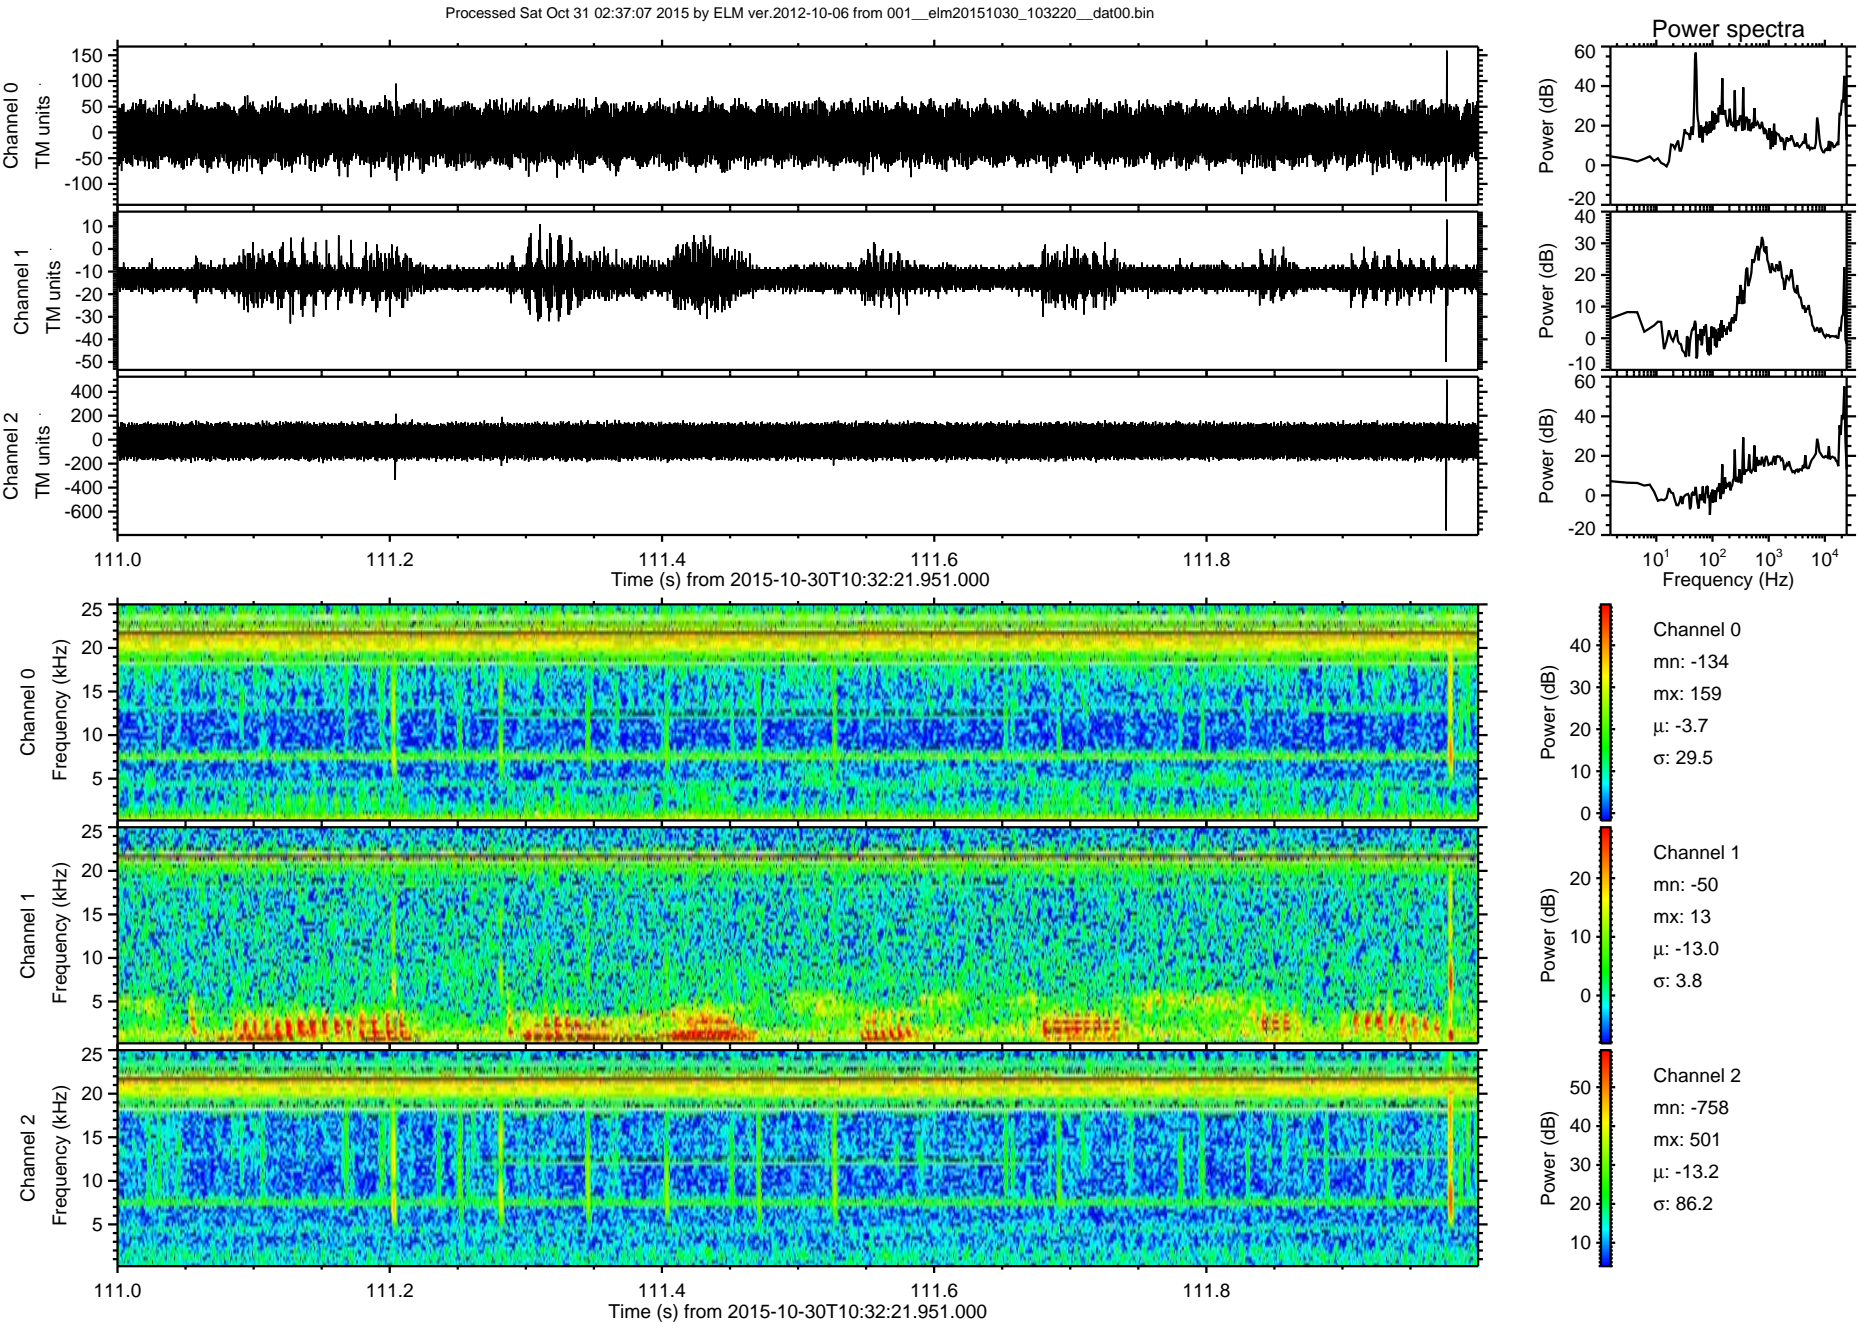 Processed Sat Oct 31 02:37:07 2015 by ELM ver.2012-10-06 from 001__elm20151030_103220__dat00.bin
Power spectra
Channel 0
TM units
150
100
50
0
-50
-100
Power (dB)
60
40
20
0
-20
Channel 1
TM units
10
0
-10
-20
-30
-40
-50
Power (dB)
40
30
20
10
0
-10
Channel 2
TM units
400
200
0
-200
-400
-600
Power (dB)
60
40
20
0
-20
111.0 111.2 111.4 111.6 111.8
Time (s) from 2015-10-30T10:32:21.951.000
10¹ 10² 10³ 10⁴
Frequency (Hz)
Channel 0
Frequency (kHz)
25
20
15
10
5
Power (dB)
40
30
20
10
0
Channel 0
mn: -134
mx: 159
µ: -3.7
σ: 29.5
Channel 1
Frequency (kHz)
25
20
15
10
5
Power (dB)
20
10
0
Channel 1
mn: -50
mx: 13
µ: -13.0
σ: 3.8
Channel 2
Frequency (kHz)
25
20
15
10
5
Power (dB)
50
40
30
20
10
Channel 2
mn: -758
mx: 501
µ: -13.2
σ: 86.2
111.0 111.2 111.4 111.6 111.8
Time (s) from 2015-10-30T10:32:21.951.000